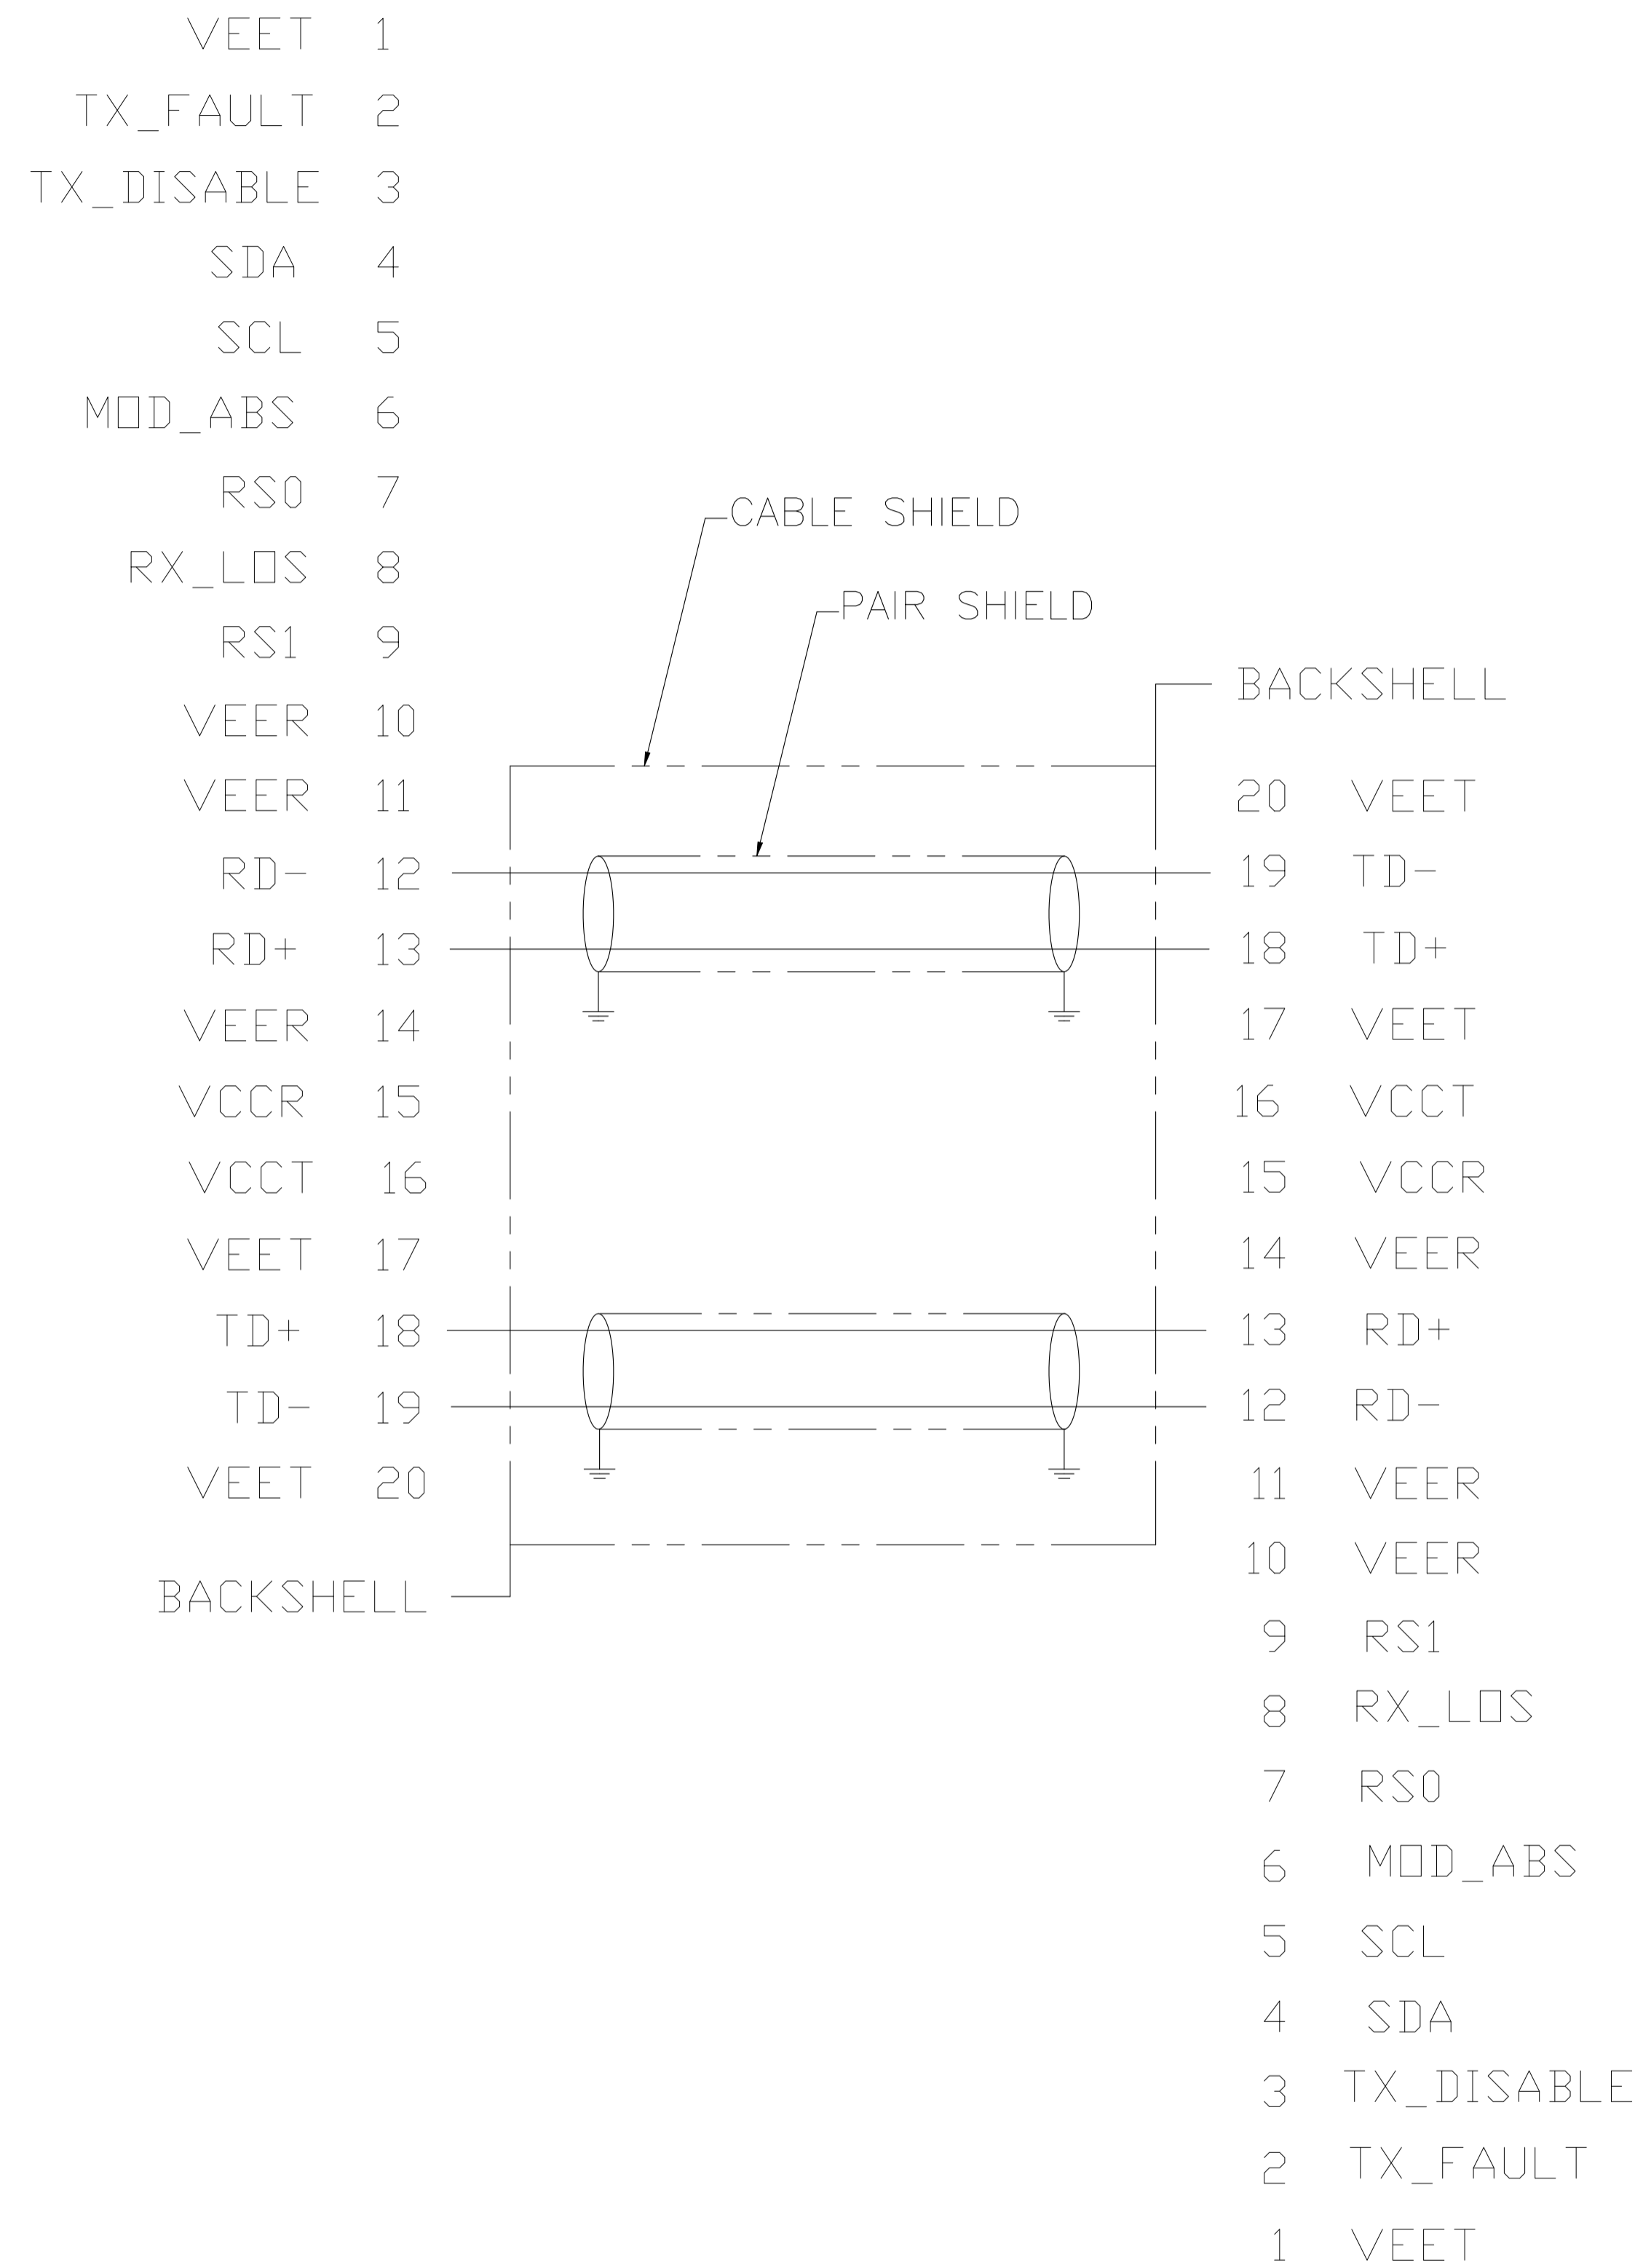 VEET 1
TX_FAULT 2
TX_DISABLE 3
SDA 4
SCL 5
MOD_ABS 6
RS0 7
RX_LOS 8
RS1 9
VEER 10
VEER 11
RD- 12
RD+ 13
VEER 14
VCCR 15
VCCT 16
VEET 17
TD+ 18
TD- 19
VEET 20
BACKSHELL
CABLE SHIELD
PAIR SHIELD
BACKSHELL
20 VEET
19 TD-
18 TD+
17 VEET
16 VCCT
15 VCCR
14 VEER
13 RD+
12 RD-
11 VEER
10 VEER
9 RS1
8 RX_LOS
7 RS0
6 MOD_ABS
5 SCL
4 SDA
3 TX_DISABLE
2 TX_FAULT
1 VEET